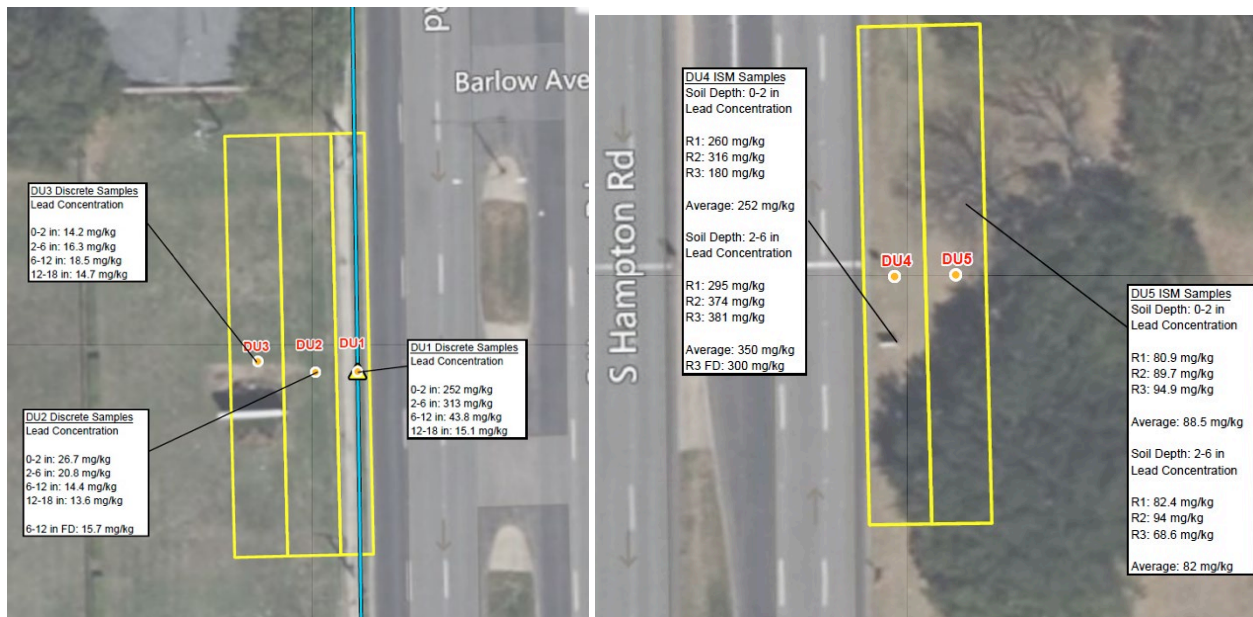 Rd
Barlow Ave
DU3 Discrete Samples
Lead Concentration
0-2 in: 14.2 mg/kg
2-6 in: 16.3 mg/kg
6-12 in: 18.5 mg/kg
12-18 in: 14.7 mg/kg
DU3
DU2
DU1
DU1 Discrete Samples
Lead Concentration
0-2 in: 252 mg/kg
2-6 in: 313 mg/kg
6-12 in: 43.8 mg/kg
12-18 in: 15.1 mg/kg
DU2 Discrete Samples
Lead Concentration
0-2 in: 26.7 mg/kg
2-6 in: 20.8 mg/kg
6-12 in: 14.4 mg/kg
12-18 in: 13.6 mg/kg
6-12 in FD: 15.7 mg/kg
S Hampton Rd
DU4 ISM Samples
Soil Depth: 0-2 in
Lead Concentration
R1: 260 mg/kg
R2: 316 mg/kg
R3: 180 mg/kg
Average: 252 mg/kg
Soil Depth: 2-6 in
Lead Concentration
R1: 295 mg/kg
R2: 374 mg/kg
R3: 381 mg/kg
Average: 350 mg/kg
R3 FD: 300 mg/kg
DU4
DU5
DU5 ISM Samples
Soil Depth: 0-2 in
Lead Concentration
R1: 80.9 mg/kg
R2: 89.7 mg/kg
R3: 94.9 mg/kg
Average: 88.5 mg/kg
Soil Depth: 2-6 in
Lead Concentration
R1: 82.4 mg/kg
R2: 94 mg/kg
R3: 68.6 mg/kg
Average: 82 mg/kg